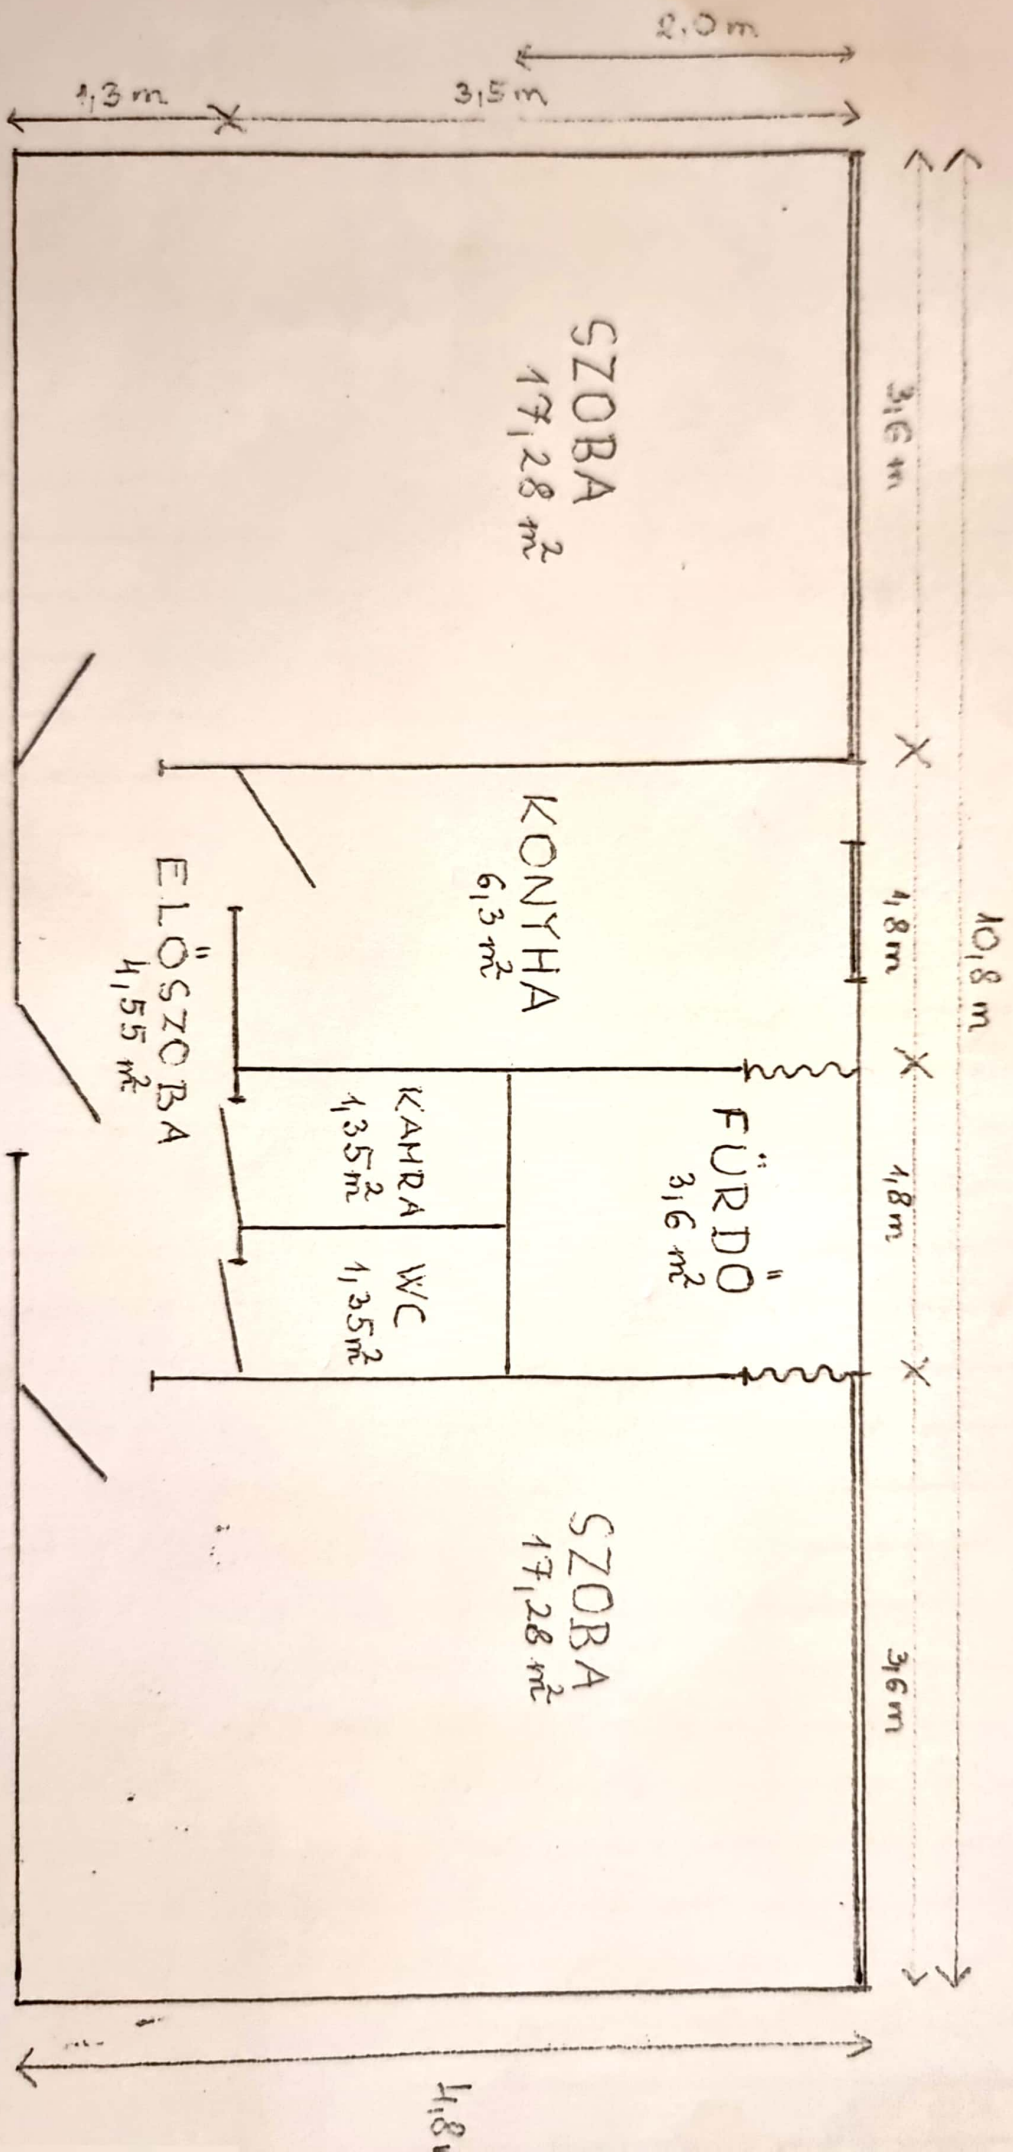 10,8 m
3,6 m
1,8 m
1,8 m
3,6 m
2.0 m
3,5 m
1,3 m
SZOBA
17,28 m²
KONYHA
6,3 m²
FÜRDŐ
3,6 m²
KAMRA
1,35 m²
WC
1,35 m²
ELŐSZOBA
4,55 m²
SZOBA
17,28 m²
4,8